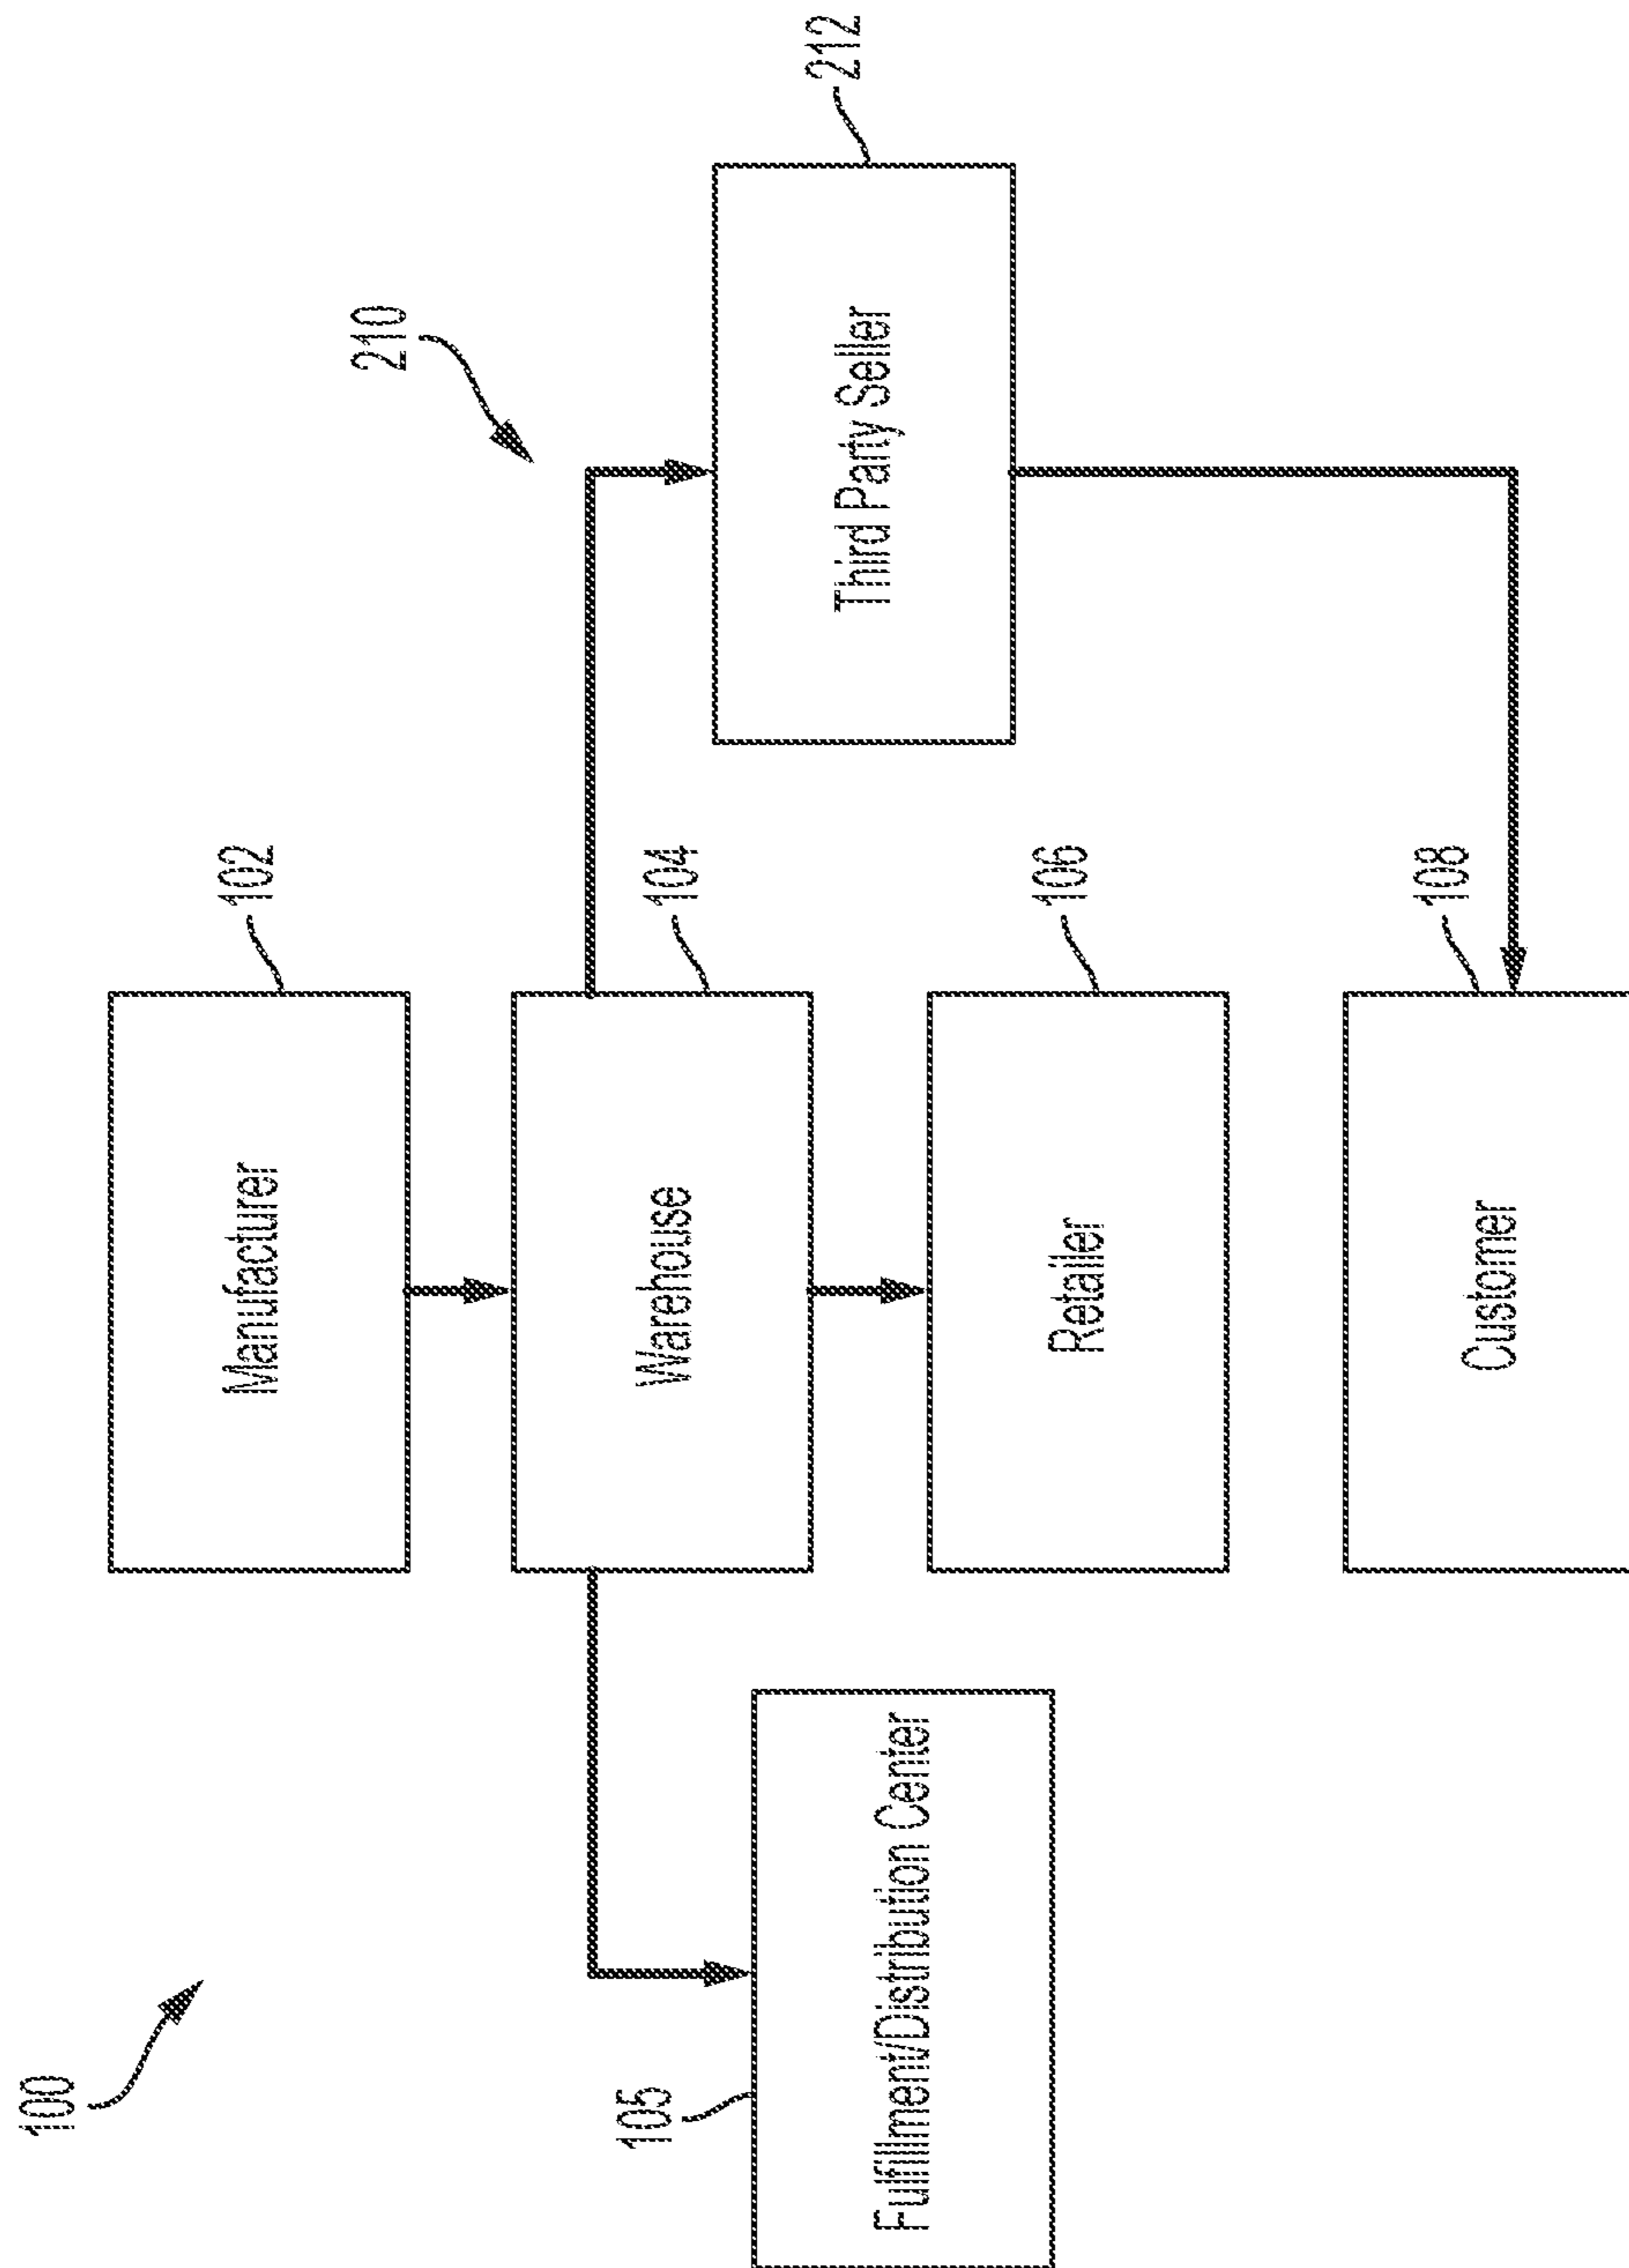 100
210
102
Manufacturer
104
Warehouse
212
Third Party Seller
105
Fulfillment/Distribution Center
106
Retailer
108
Customer